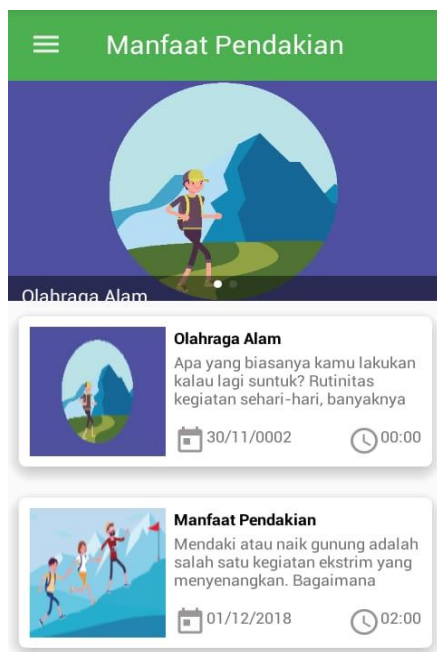 Manfaat Pendakian
Olahraga Alam
Olahraga Alam
Apa yang biasanya kamu lakukan
kalau lagi suntuk? Rutinitas
kegiatan sehari-hari, banyaknya
30/11/0002 00:00
Manfaat Pendakian
Mendaki atau naik gunung adalah
salah satu kegiatan ekstrim yang
menyenangkan. Bagaimana
01/12/2018 02:00